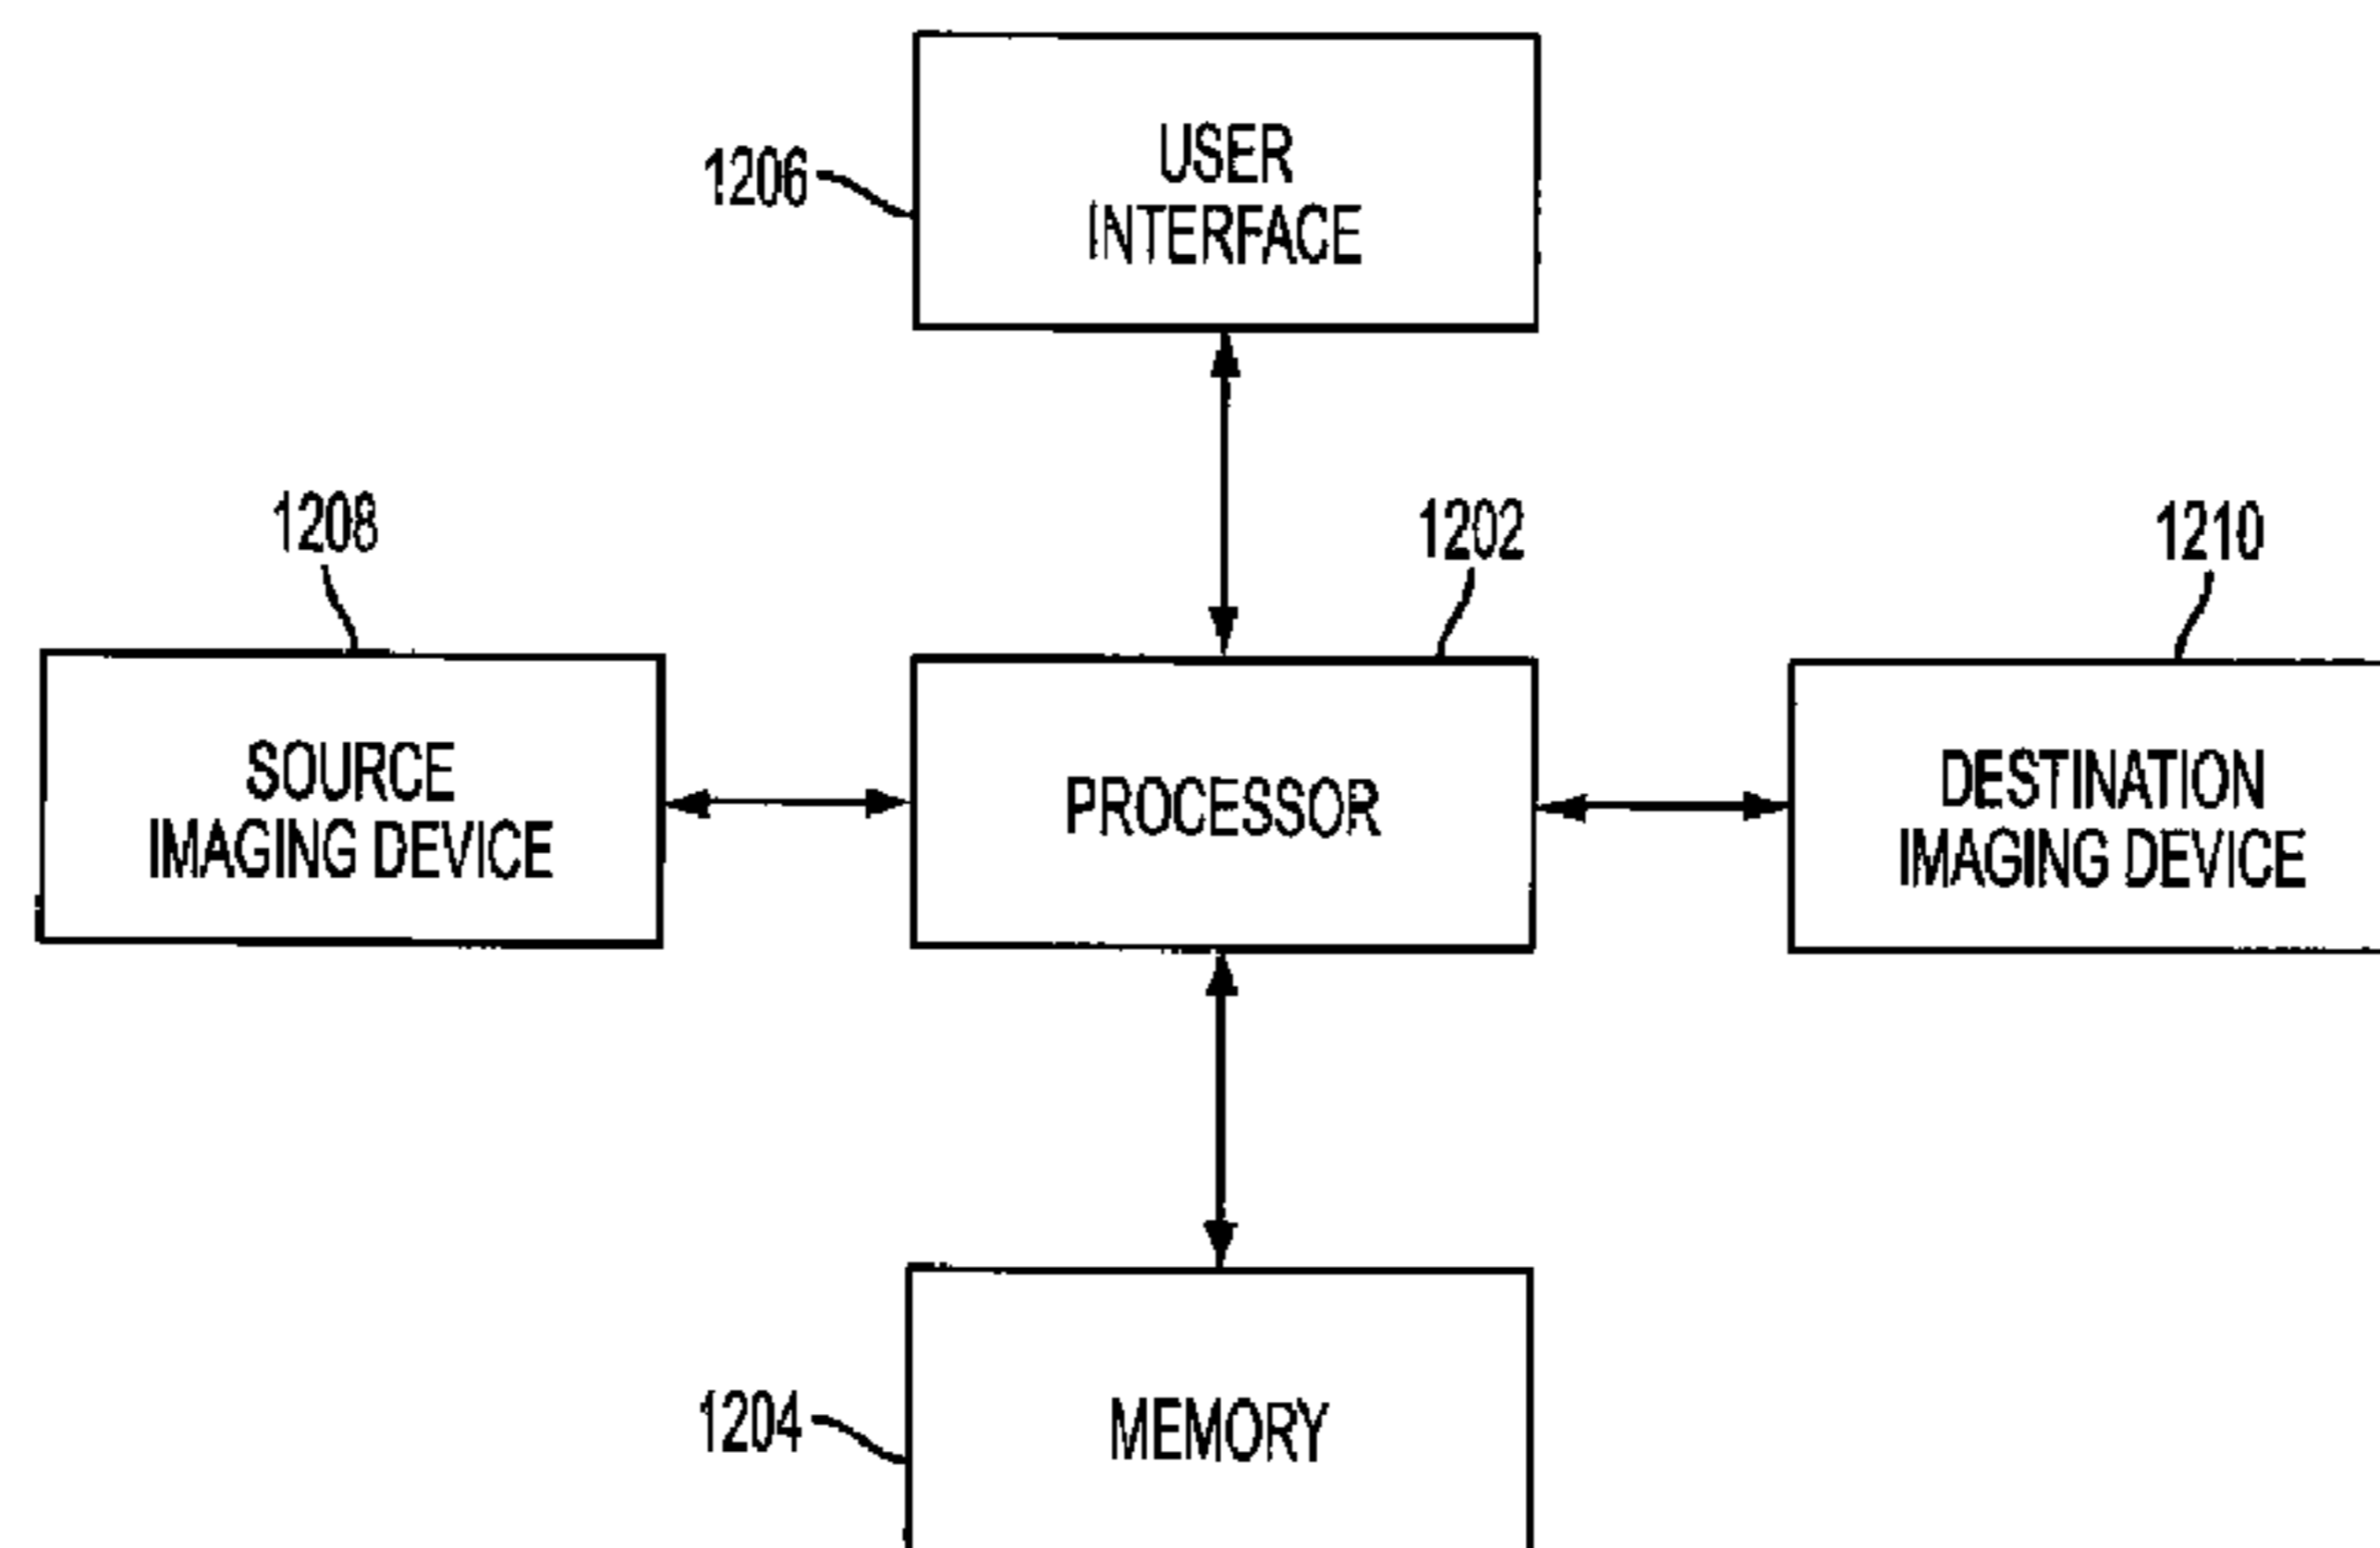 1206
USER
INTERFACE
1208
1202
1210
SOURCE
IMAGING DEVICE
PROCESSOR
DESTINATION
IMAGING DEVICE
1204
MEMORY